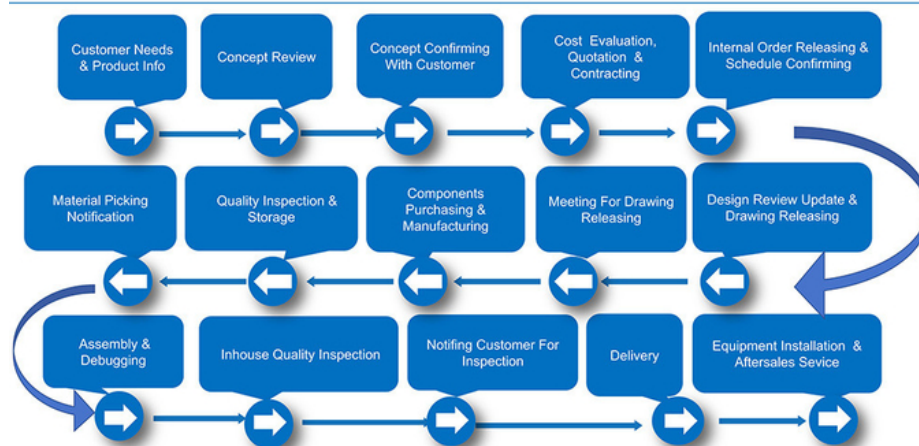 Customer Needs
& Product Info
Concept Review
Concept Confirming
With Customer
Cost Evaluation,
Quotation &
Contracting
Internal Order Releasing &
Schedule Confirming
Material Picking
Notification
Quality Inspection &
Storage
Components
Purchasing &
Manufacturing
Meeting For Drawing
Releasing
Design Review Update &
Drawing Releasing
Assembly &
Debugging
Inhouse Quality Inspection
Notifing Customer For
Inspection
Delivery
Equipment Installation &
Aftersales Sevice